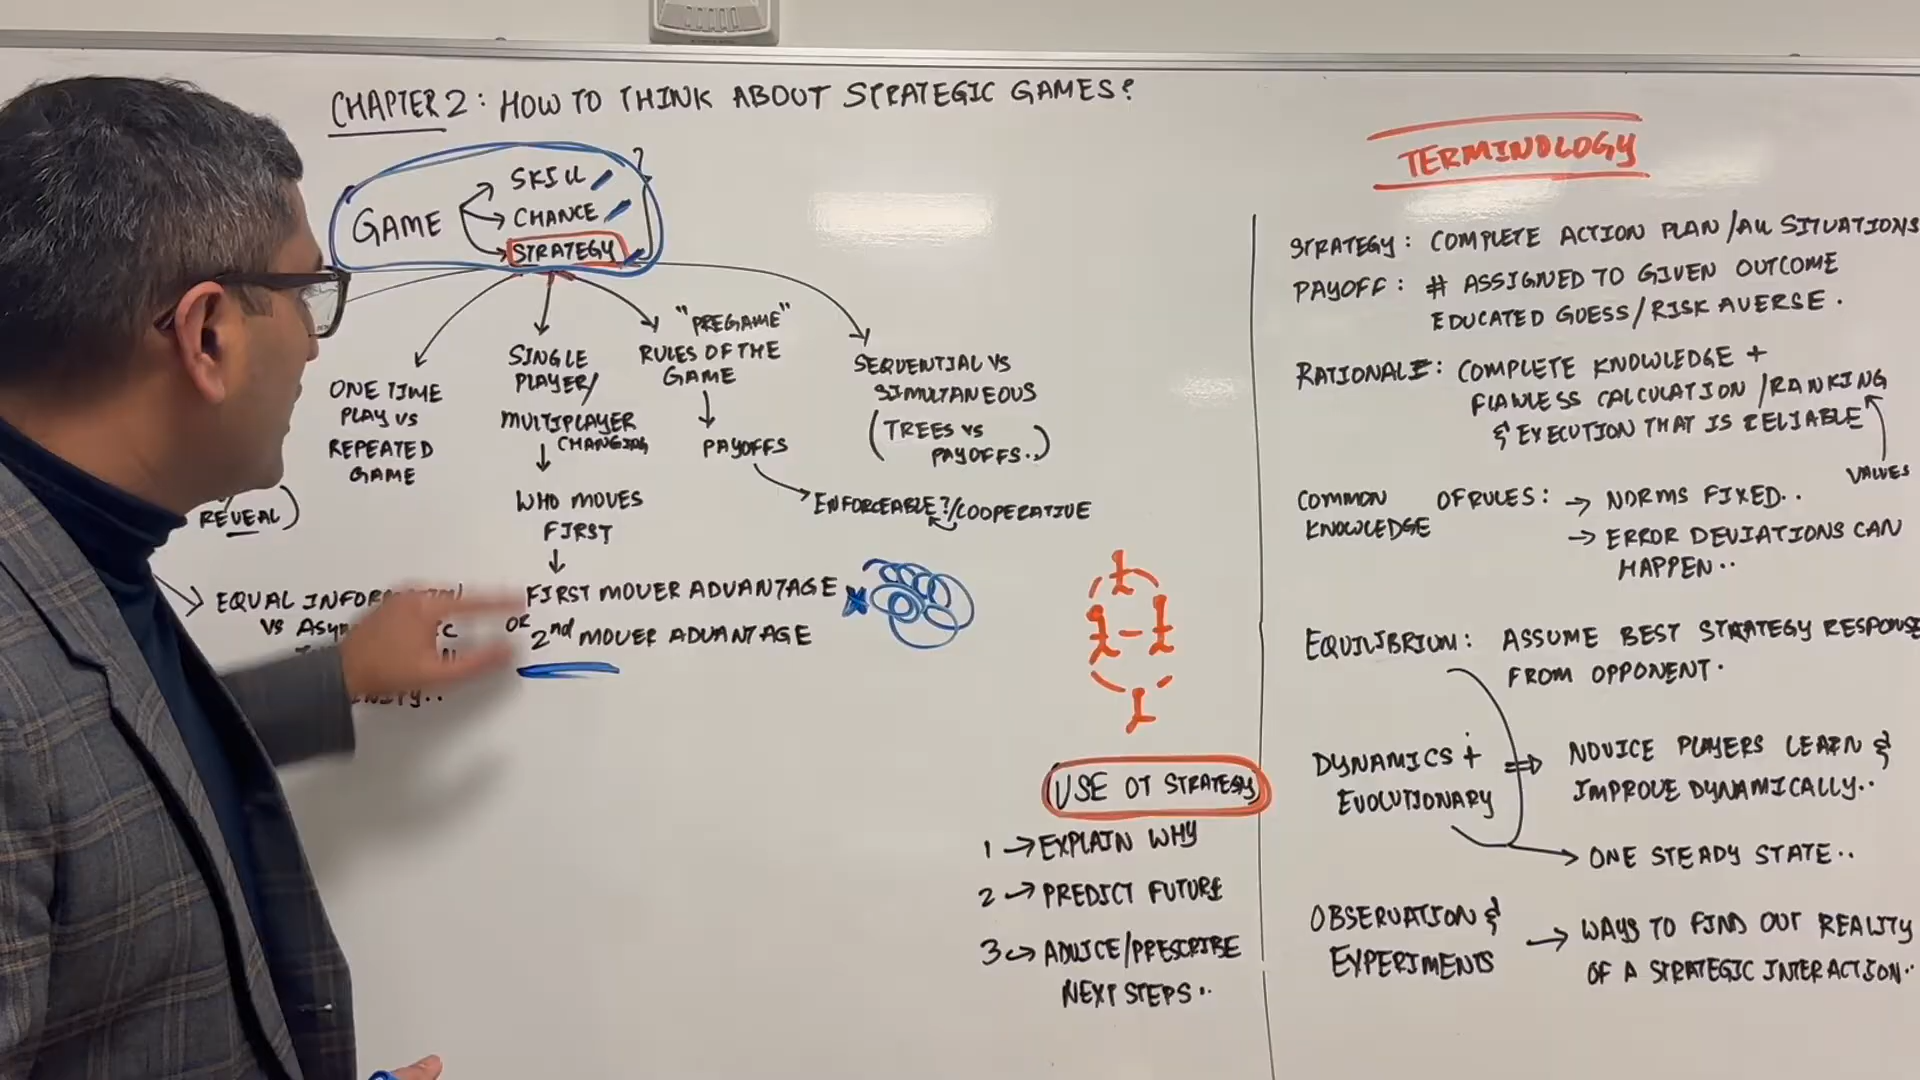 CHAPTER 2: HOW TO THINK ABOUT STRATEGIC GAMES?
GAME
SKILL
CHANCE
STRATEGY
?
REVEAL)
EQUAL
VS
ONE TIME
PLAY VS
REPEATED
GAME
SINGLE
PLAYER/
MULTIPLAYER
CHANGING
WHO MOVES
FIRST
FIRST MOVER ADVANTAGE
OR
2nd MOVER ADVANTAGE
"PREGAME"
RULES OF THE
GAME
PAYOFFS
ENFORCEABLE?/COOPERATIVE
SEQUENTIAL VS
SIMULTANEOUS
(TREES VS
PAYOFFS..)
USE OF STRATEGY
1 → EXPLAIN WHY
2 → PREDICT FUTURE
3 → ADVICE/PRESCRIBE
NEXT STEPS..
TERMINOLOGY
STRATEGY: COMPLETE ACTION PLAN/ALL SITUATIONS
PAYOFF: # ASSIGNED TO GIVEN OUTCOME
EDUCATED GUESS/RISK AVERSE.
RATIONALE: COMPLETE KNOWLEDGE +
FLAWLESS CALCULATION/RANKING
& EXECUTION THAT IS RELIABLE
VALUES
COMMON KNOWLEDGE OF RULES: → NORMS FIXED..
→ ERROR DEVIATIONS CAN
HAPPEN..
EQUILIBRIUM: ASSUME BEST STRATEGY RESPONSE
FROM OPPONENT.
DYNAMICS +
EVOLUTIONARY
⇒ NOVICE PLAYERS LEARN &
IMPROVE DYNAMICALLY..
ONE STEADY STATE..
OBSERVATION &
EXPERIMENTS
→ WAYS TO FIND OUT REALITY
OF A STRATEGIC INTERACTION..